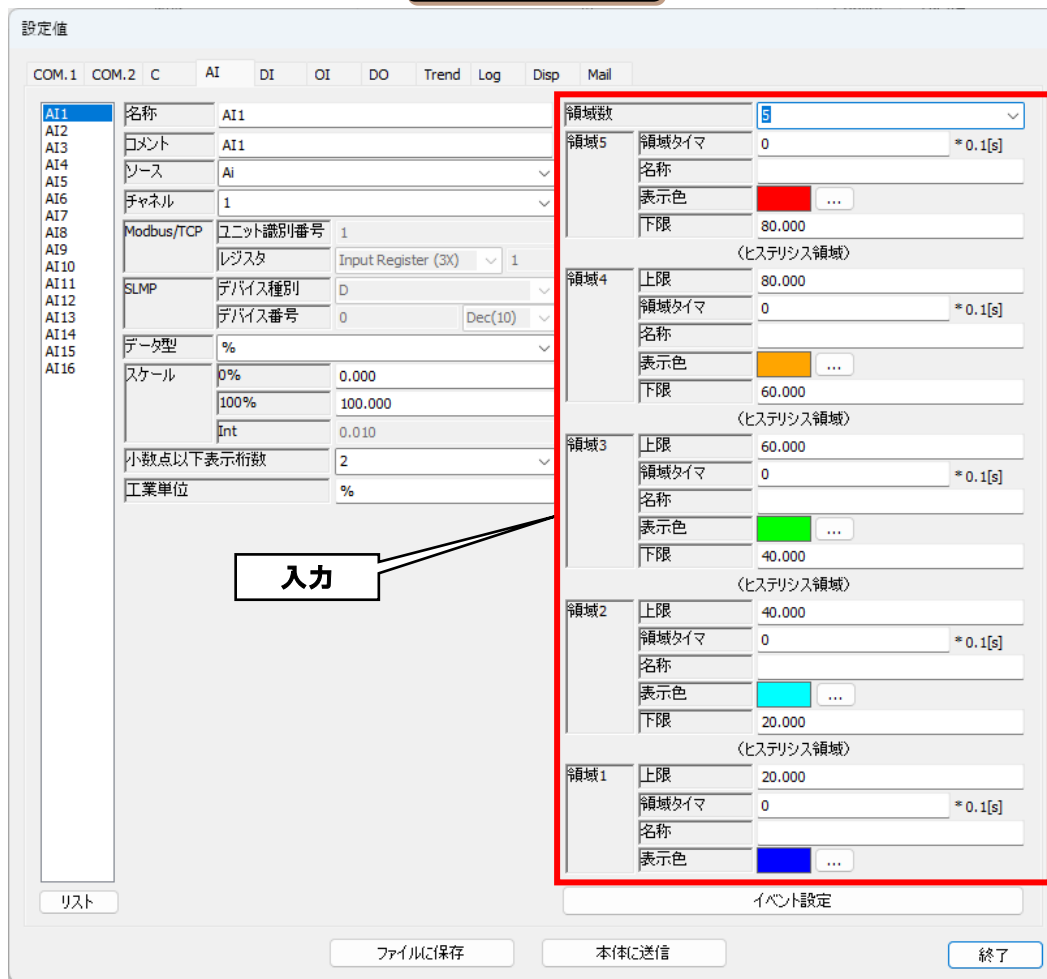 設定値
COM.1 COM.2 C AI DI OI DO Trend Log Disp Mail
AI1
AI2
AI3
AI4
AI5
AI6
AI7
AI8
AI9
AI10
AI11
AI12
AI13
AI14
AI15
AI16
リスト
名称 AI1
コメント AI1
ソース Ai
チャネル 1
Modbus/TCP ユニット識別番号 1
レジスタ Input Register (3X) 1
SLMP デバイス種別 D
デバイス番号 0 Dec(10)
データ型 %
スケール 0% 0.000
100% 100.000
Int 0.010
小数点以下表示桁数 2
工業単位 %
入力
領域数 5
領域5 領域タイマ 0 * 0.1[s]
名称
表示色 ...
下限 80.000
(ヒステリシス領域)
領域4 上限 80.000
領域タイマ 0 * 0.1[s]
名称
表示色 ...
下限 60.000
(ヒステリシス領域)
領域3 上限 60.000
領域タイマ 0 * 0.1[s]
名称
表示色 ...
下限 40.000
(ヒステリシス領域)
領域2 上限 40.000
領域タイマ 0 * 0.1[s]
名称
表示色 ...
下限 20.000
(ヒステリシス領域)
領域1 上限 20.000
領域タイマ 0 * 0.1[s]
名称
表示色 ...
イベント設定
ファイルに保存 本体に送信 終了